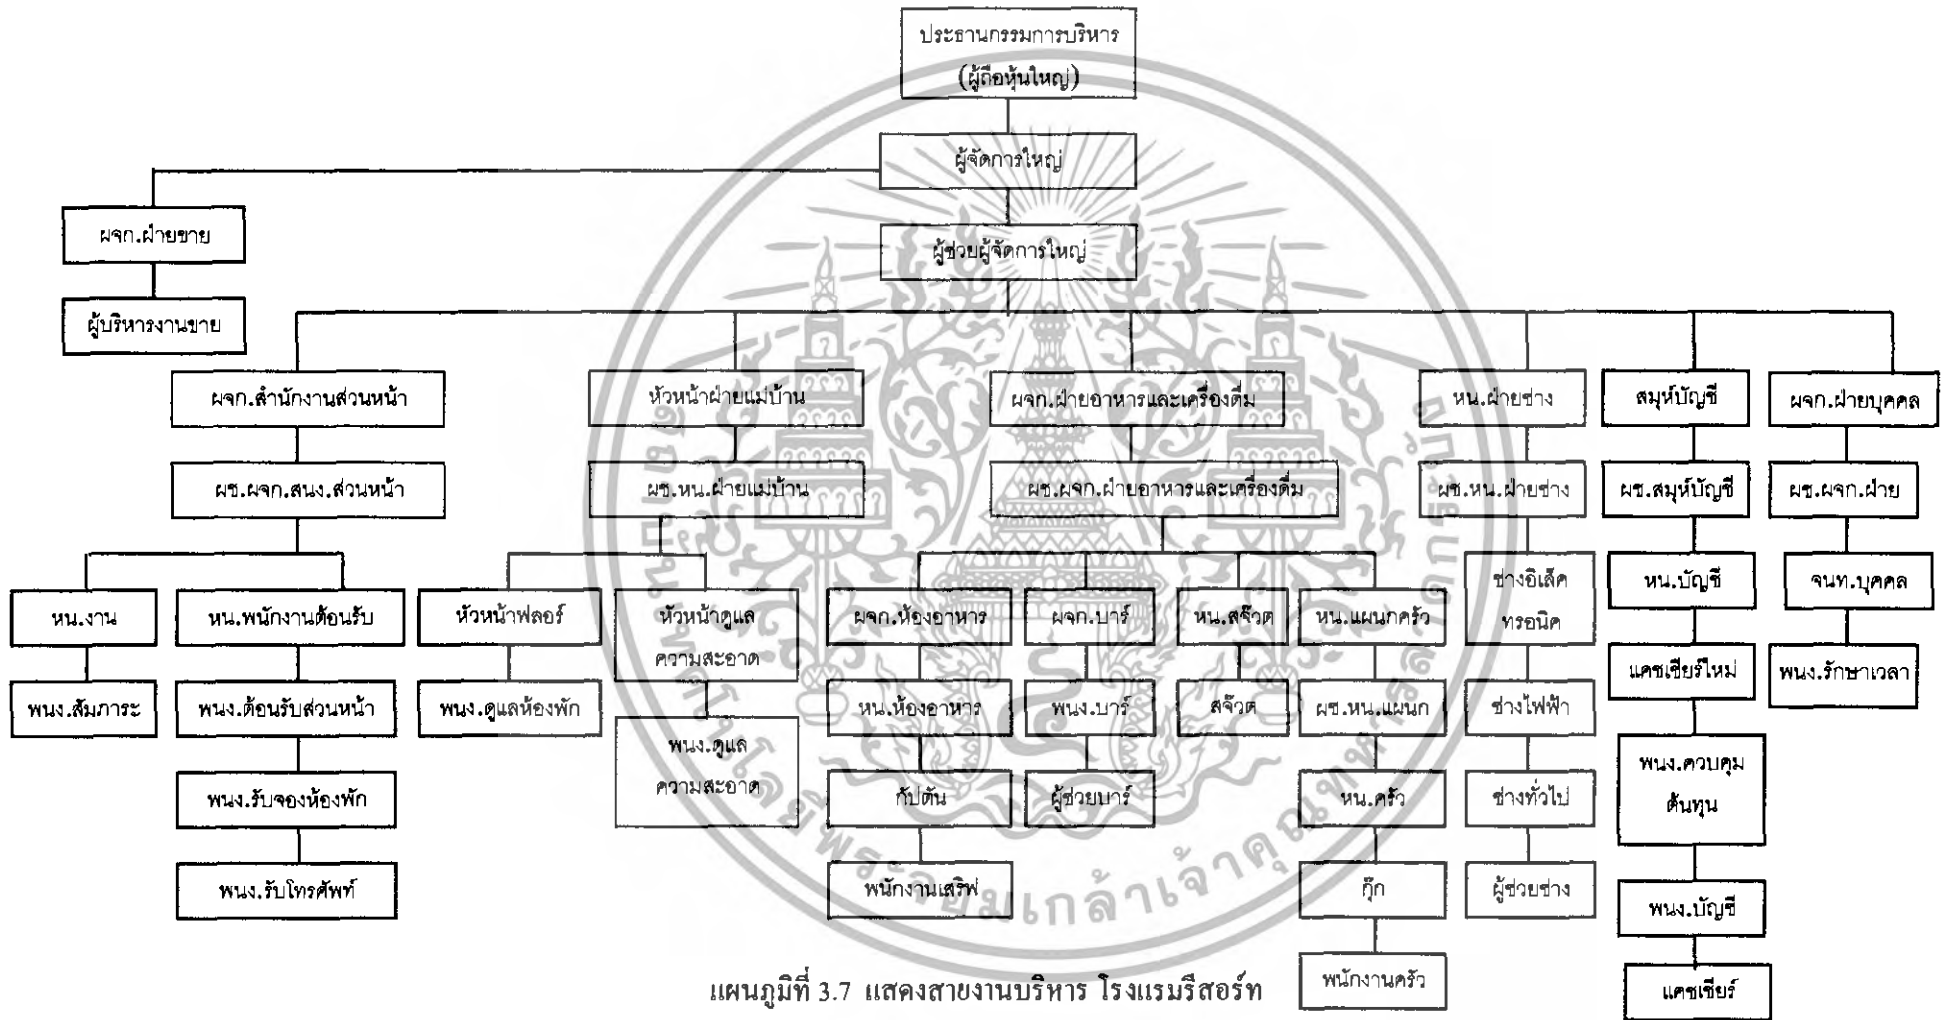 ประธานกรรมการบริหาร
(ผู้ถือหุ้นใหญ่)
ผู้จัดการใหญ่
ผจก.ฝ่ายขาย
ผู้ช่วยผู้จัดการใหญ่
ผู้บริหารงานขาย
ผจก.สำนักงานส่วนหน้า
หัวหน้าฝ่ายแม่บ้าน
ผจก.ฝ่ายอาหารและเครื่องดื่ม
หน.ฝ่ายช่าง
สมุห์บัญชี
ผจก.ฝ่ายบุคคล
ผช.ผจก.สนง.ส่วนหน้า
ผช.หน.ฝ่ายแม่บ้าน
ผช.ผจก.ฝ่ายอาหารและเครื่องดื่ม
ผช.หน.ฝ่ายช่าง
ผช.สมุห์บัญชี
ผช.ผจก.ฝ่าย
หน.งาน
หน.พนักงานต้อนรับ
หัวหน้าฟลอร์
หัวหน้าดูแล
ความสะอาด
ผจก.ห้องอาหาร
ผจก.บาร์
หน.สจ๊วต
หน.แผนกครัว
ช่างอิเล็ค
ทรอนิค
หน.บัญชี
จนท.บุคคล
พนง.สัมภาระ
พนง.ต้อนรับส่วนหน้า
พนง.ดูแลห้องพัก
พนง.ดูแล
ความสะอาด
หน.ห้องอาหาร
พนง.บาร์
สจ๊วต
ผช.หน.แผนก
ช่างไฟฟ้า
แคชเชียร์ใหม่
พนง.รักษาเวลา
พนง.รับจองห้องพัก
กัปตัน
ผู้ช่วยบาร์
หน.ครัว
ช่างทั่วไป
พนง.ควบคุม
ต้นทุน
พนง.รับโทรศัพท์
พนักงานเสริฟ
กุ๊ก
ผู้ช่วยช่าง
พนง.บัญชี
พนักงานครัว
แคชเชียร์
แผนภูมิที่ 3.7 แสดงสายงานบริหาร โรงแรมรีสอร์ท